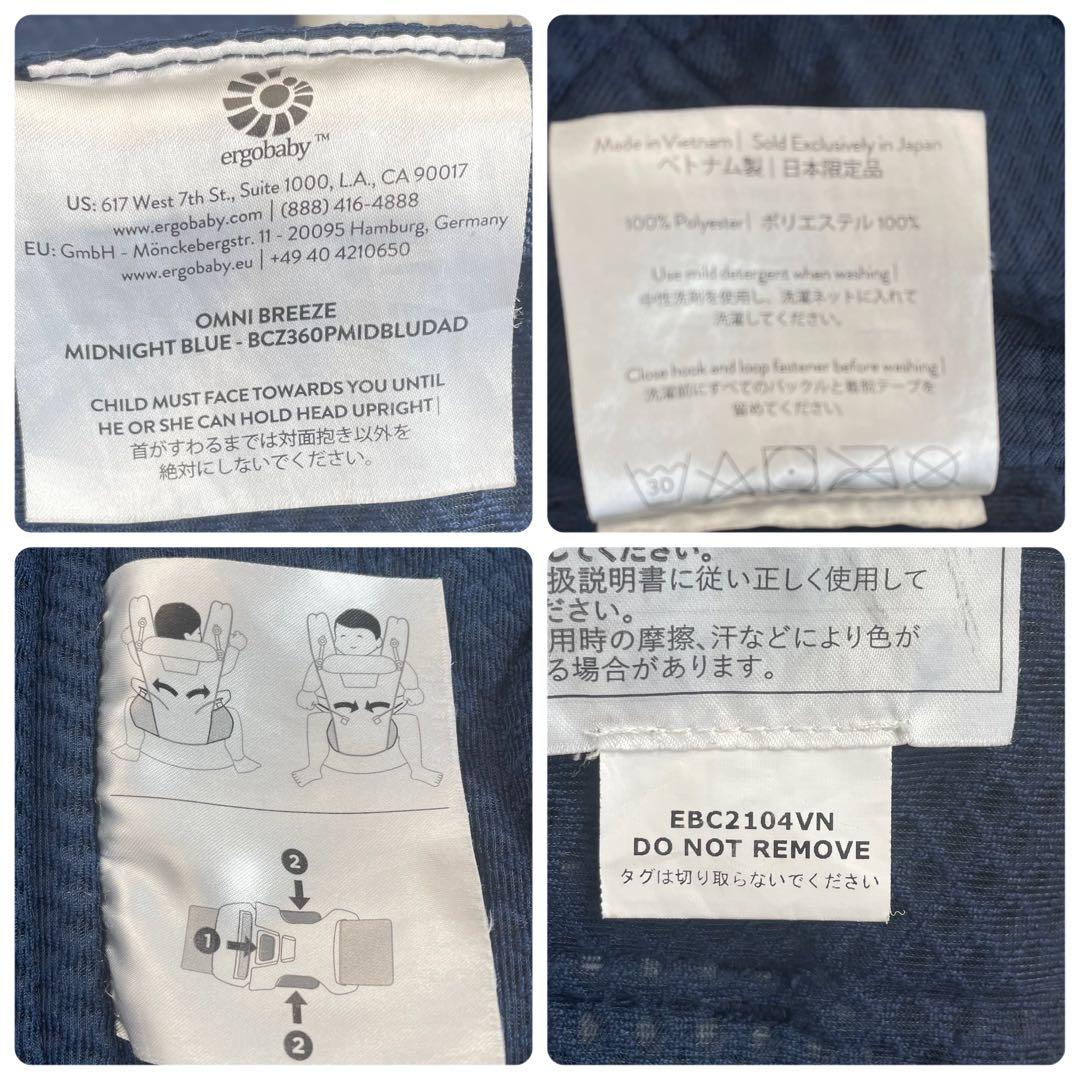 ergobaby™
US: 617 West 7th St., Suite 1000, L.A., CA 90017
www.ergobaby.com | (888) 416-4888
EU: GmbH - Mönckebergstr. 11 - 20095 Hamburg, Germany
www.ergobaby.eu | +49 40 4210650
OMNI BREEZE
MIDNIGHT BLUE - BCZ360PMIDBLUDAD
CHILD MUST FACE TOWARDS YOU UNTIL
HE OR SHE CAN HOLD HEAD UPRIGHT |
首がすわるまでは対面抱き以外を
絶対にしないでください。
Made in Vietnam | Sold Exclusively in Japan
ベトナム製 | 日本限定品
100% Polyester | ポリエステル 100%
Use mild detergent when washing |
中性洗剤を使用し、洗濯ネットに入れて
洗濯してください。
Close hook and loop fastener before washing |
洗濯前にすべてのバックルと着脱テープを
留めてください。
30
2
1
2
してください。
扱説明書に従い正しく使用して
ださい。
用時の摩擦、汗などにより色が
る場合があります。
EBC2104VN
DO NOT REMOVE
タグは切り取らないでください